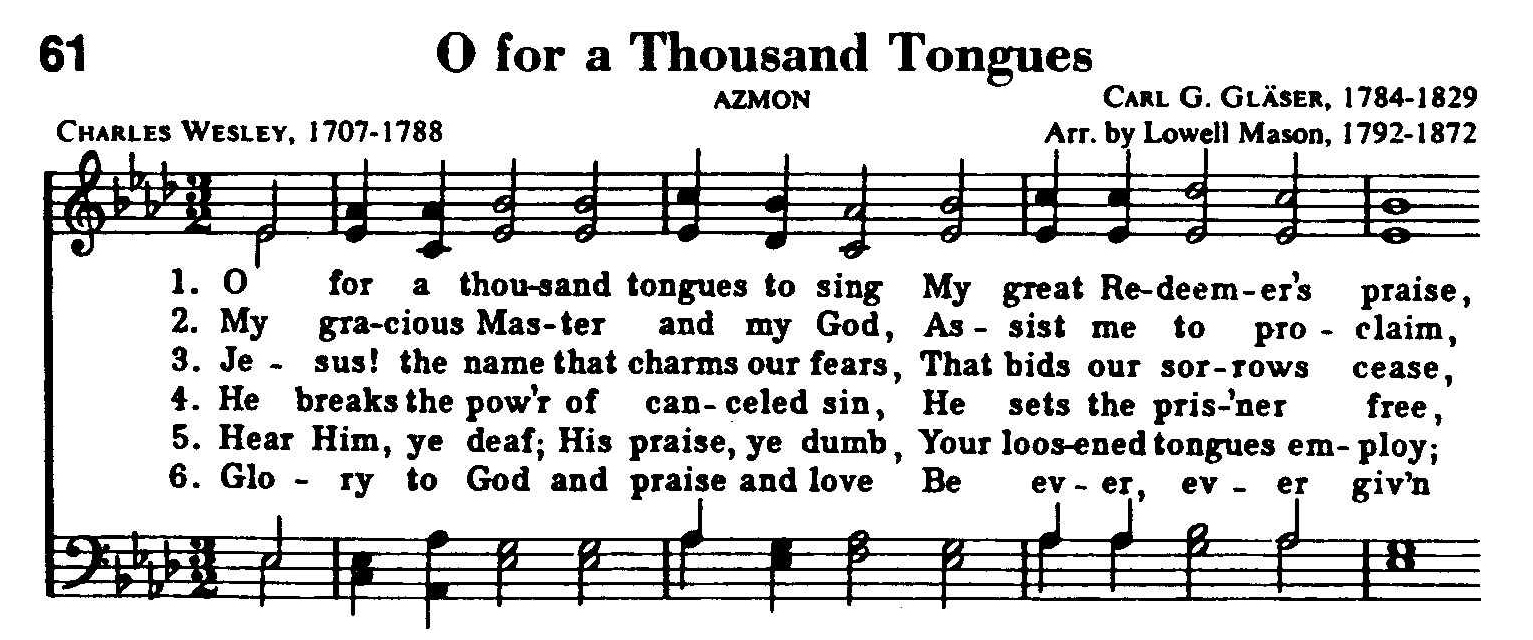 61 O for a Thousand Tongues
AZMON
CARL G. GLÄSER, 1784-1829
CHARLES WESLEY, 1707-1788
Arr. by Lowell Mason, 1792-1872
3
2
1. O for a thou-sand tongues to sing My great Re-deem-er's praise,
2. My gra-cious Mas-ter and my God, As - sist me to pro - claim,
3. Je - sus! the name that charms our fears, That bids our sor-rows cease,
4. He breaks the pow'r of can-celed sin, He sets the pris-'ner free,
5. Hear Him, ye deaf; His praise, ye dumb, Your loos-ened tongues em-ploy;
6. Glo - ry to God and praise and love Be ev - er, ev - er giv'n
3
2